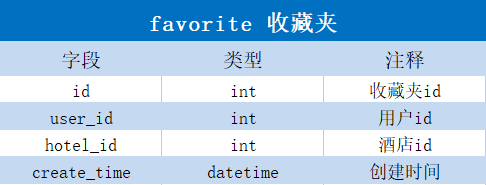 favorite 收藏夹
字段 类型 注释
id int 收藏夹id
user_id int 用户id
hotel_id int 酒店id
create_time datetime 创建时间